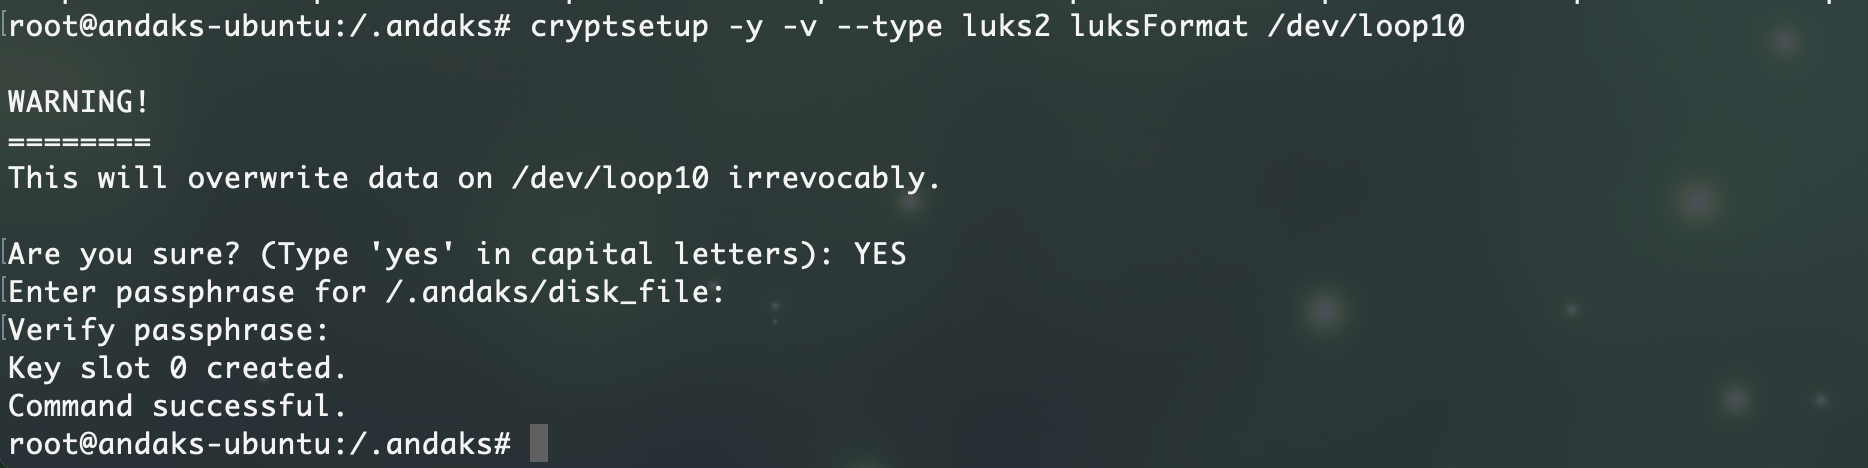 root@andaks-ubuntu:/.andaks# cryptsetup -y -v --type luks2 luksFormat /dev/loop10
WARNING!
========
This will overwrite data on /dev/loop10 irrevocably.
Are you sure? (Type 'yes' in capital letters): YES
Enter passphrase for /.andaks/disk_file:
Verify passphrase:
Key slot 0 created.
Command successful.
root@andaks-ubuntu:/.andaks#